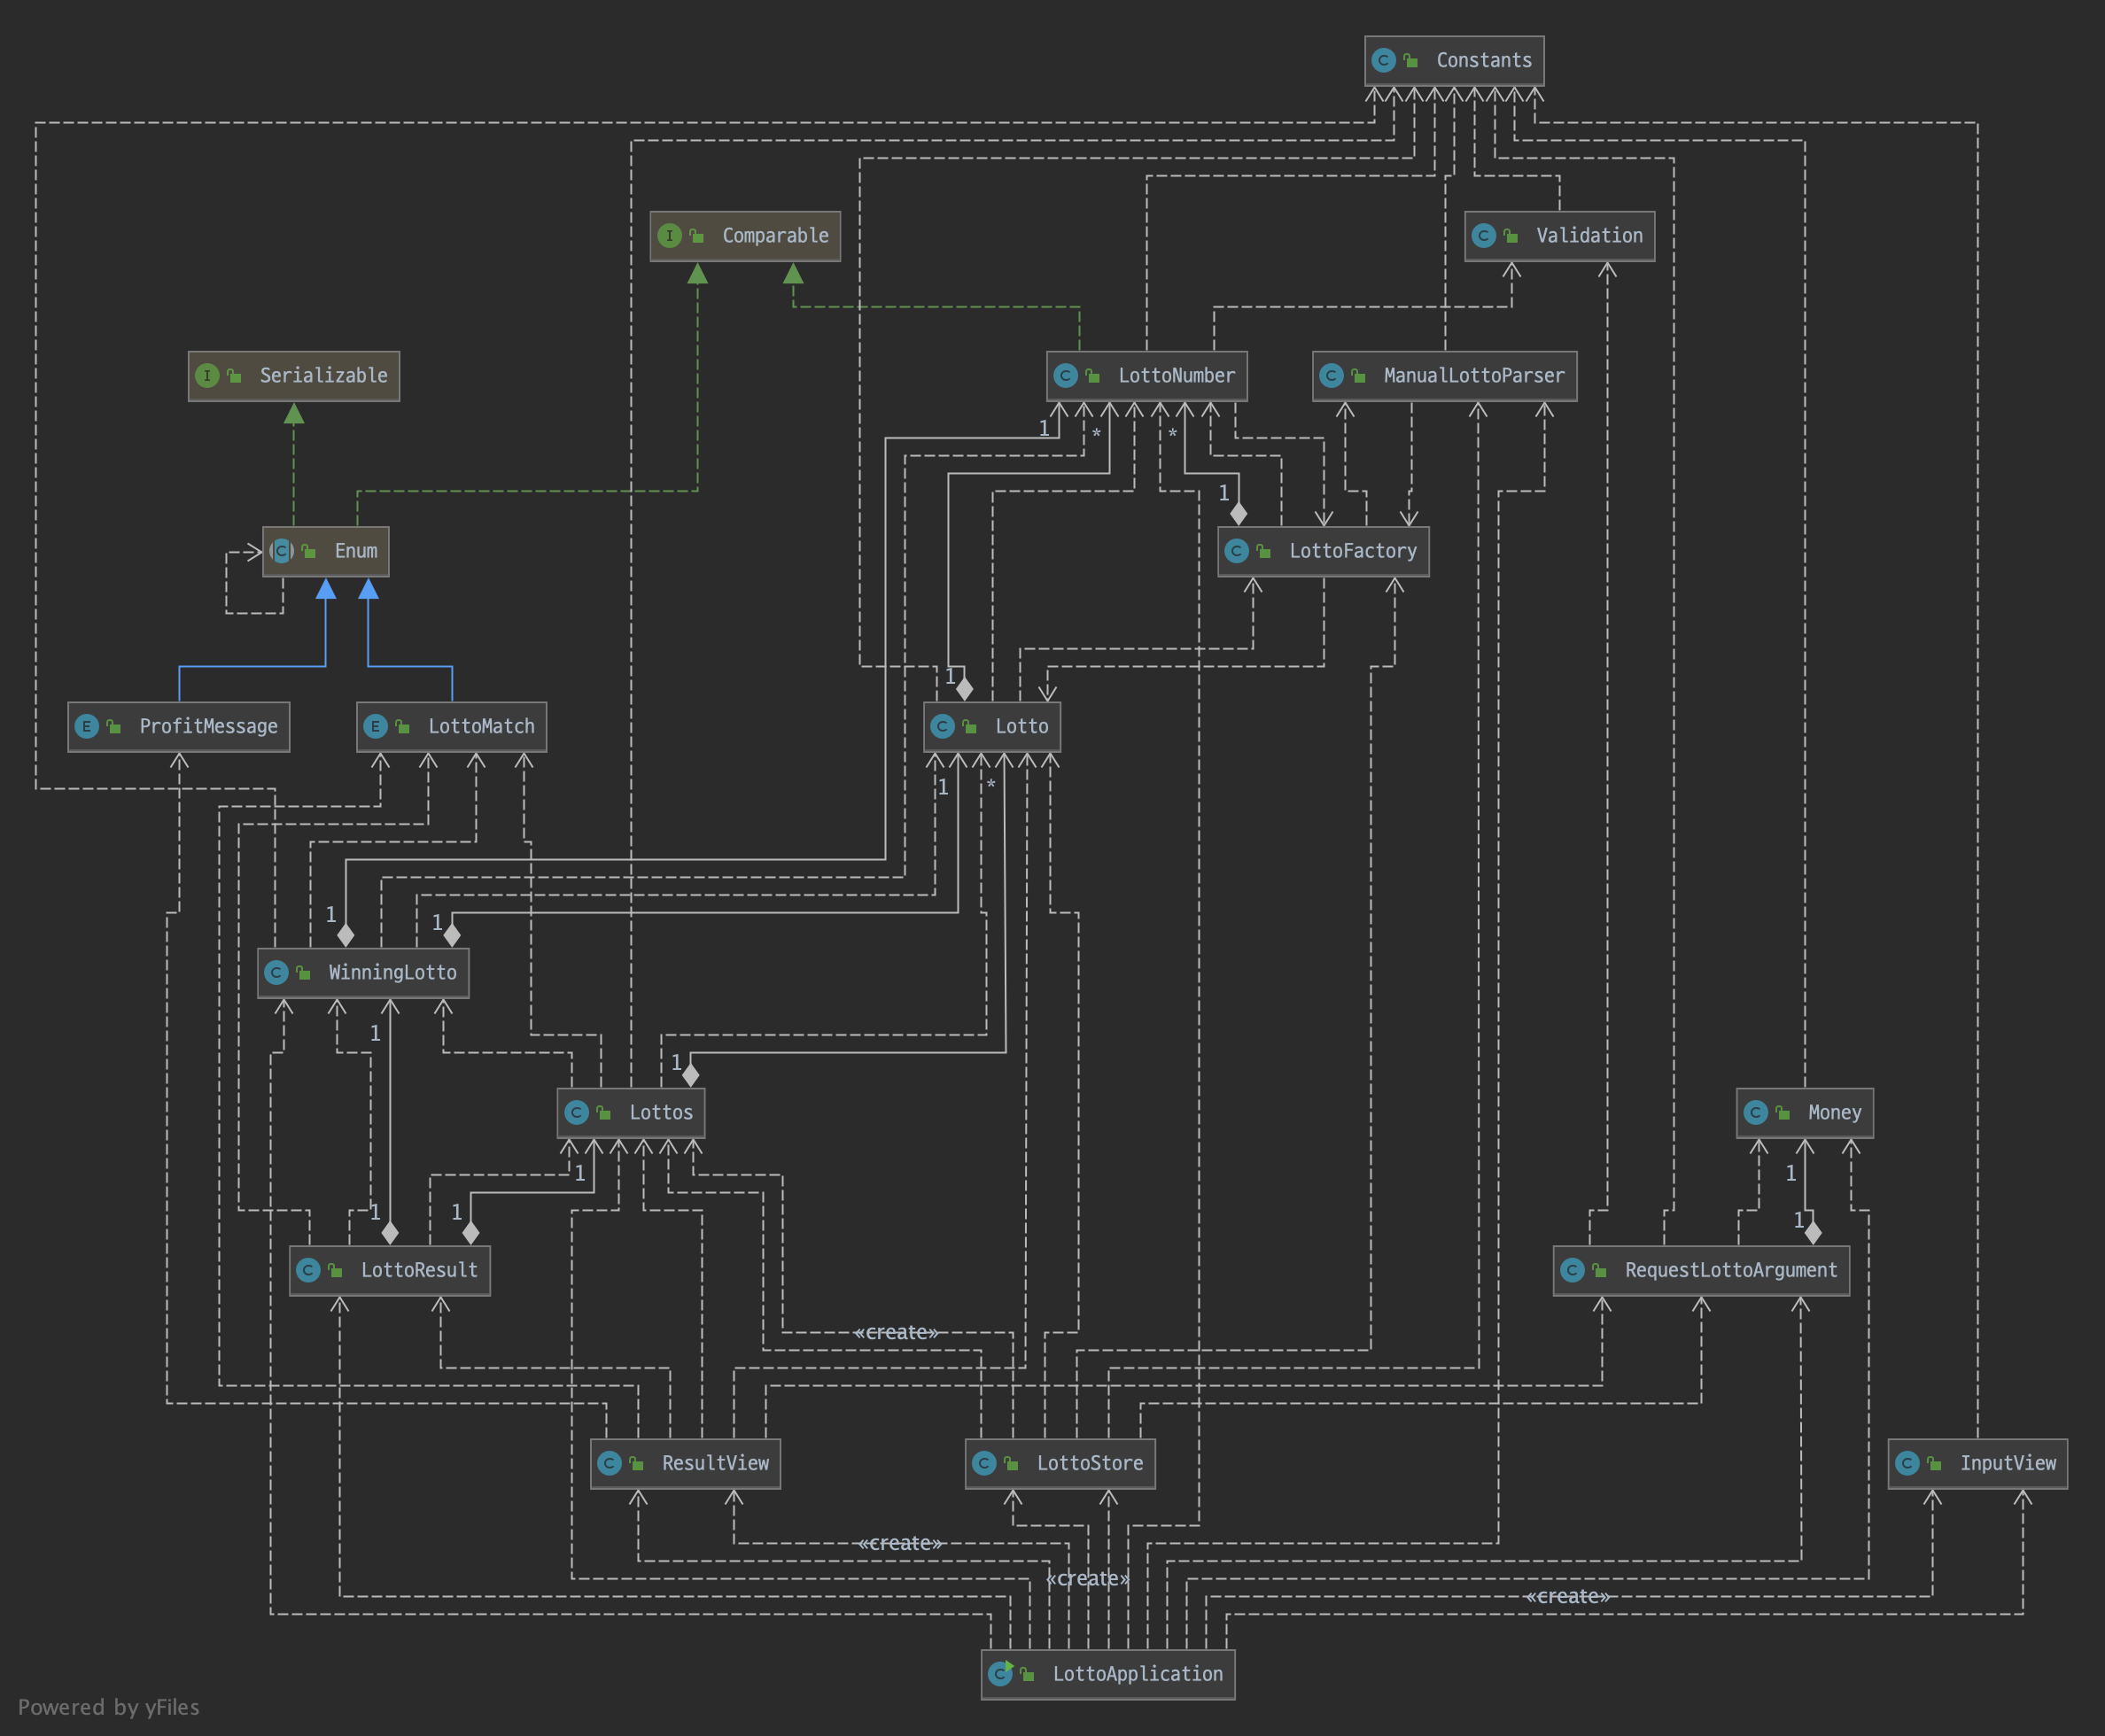 C Constants
I Comparable
C Validation
I Serializable
C LottoNumber
C ManualLottoParser
1
*
*
1
C Enum
C LottoFactory
1
E ProfitMessage
E LottoMatch
C Lotto
1
*
1
1
C WinningLotto
1
1
C Lottos
C Money
1
1
1
1
1
C LottoResult
C RequestLottoArgument
«create»
C ResultView
C LottoStore
C InputView
«create»
«create»
«create»
C LottoApplication
Powered by yFiles